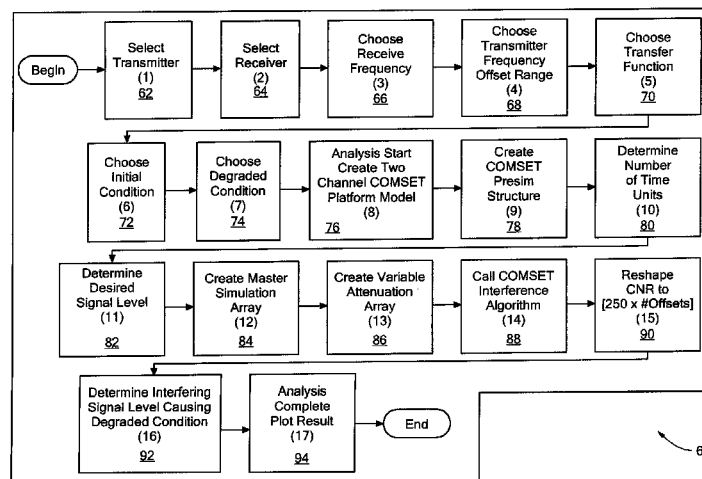 Begin
Select
Transmitter
(1)
62
Select
Receiver
(2)
64
Choose
Receive
Frequency
(3)
66
Choose
Transmitter
Frequency
Offset Range
(4)
68
Choose
Transfer
Function
(5)
70
Choose
Initial
Condition
(6)
72
Choose
Degraded
Condition
(7)
74
Analysis Start
Create Two
Channel COMSET
Platform Model
(8)
76
Create
COMSET
Presim
Structure
(9)
78
Determine
Number
of Time
Units
(10)
80
Determine
Desired
Signal Level
(11)
82
Create Master
Simulation
Array
(12)
84
Create Variable
Attenuation
Array
(13)
86
Call COMSET
Interference
Algorithm
(14)
88
Reshape
CNR to
[250 x #Offsets]
(15)
90
Determine Interfering
Signal Level Causing
Degraded Condition
(16)
92
Analysis
Complete
Plot Result
(17)
94
End